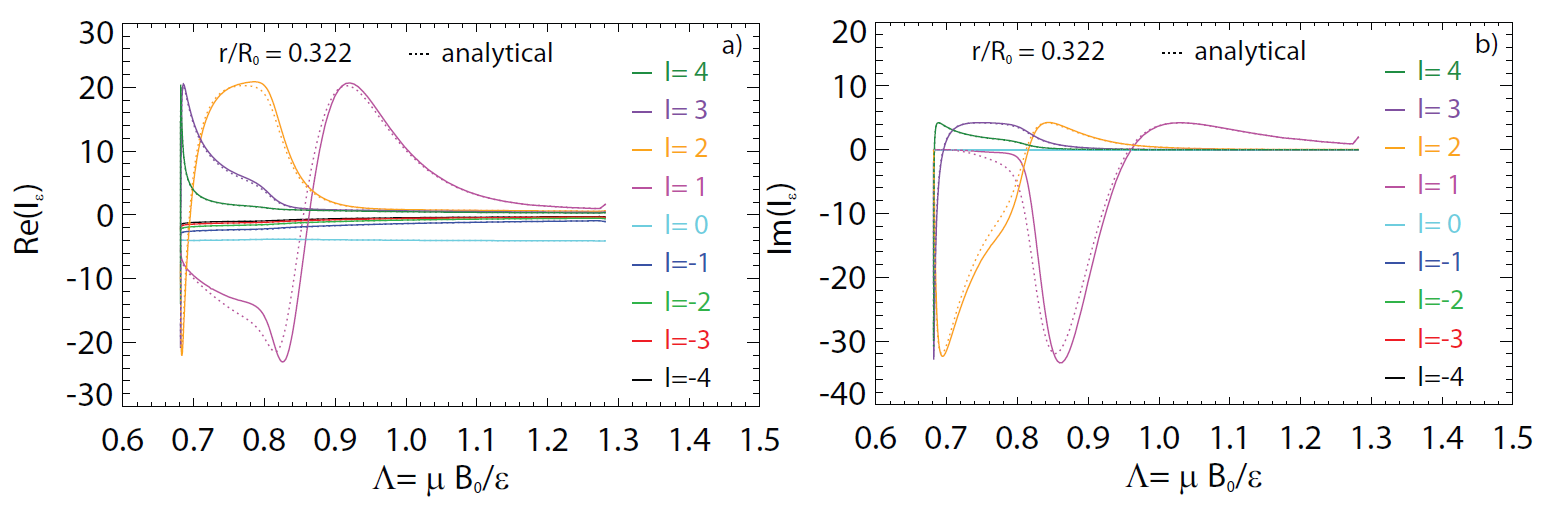 30
20
10
0
-10
-20
-30
Re(Iε)
r/R₀ = 0.322
analytical
a)
l= 4
l= 3
l= 2
l= 1
l= 0
l=-1
l=-2
l=-3
l=-4
0.6 0.7 0.8 0.9 1.0 1.1 1.2 1.3 1.4 1.5
Λ= μ B₀/ε
20
10
0
-10
-20
-30
-40
Im(Iε)
r/R₀ = 0.322
analytical
b)
l= 4
l= 3
l= 2
l= 1
l= 0
l=-1
l=-2
l=-3
l=-4
0.6 0.7 0.8 0.9 1.0 1.1 1.2 1.3 1.4 1.5
Λ= μ B₀/ε